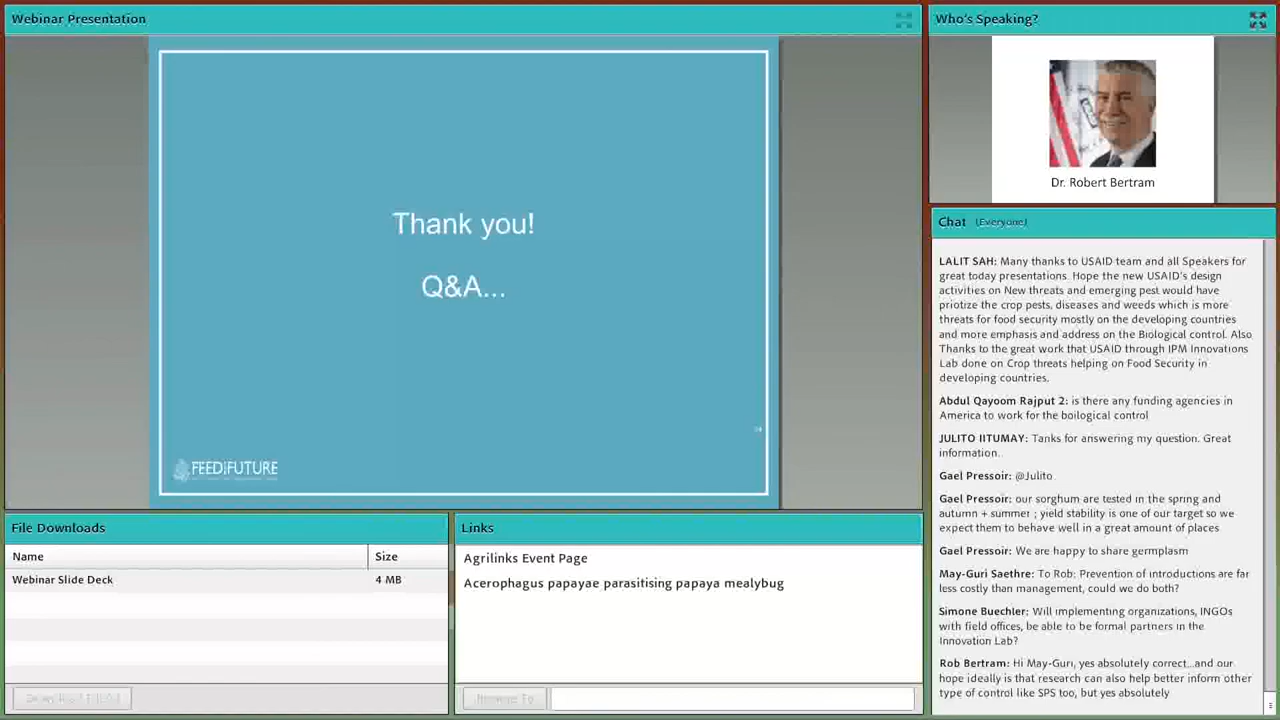 Webinar Presentation
Thank you!
Q&A...
FEED FUTURE
Who's Speaking?
Dr. Robert Bertram
Chat (Everyone)
LALIT SAH: Many thanks to USAID team and all Speakers for
great today presentations. Hope the new USAID's design
activities on New threats and emerging pest would have
priotize the crop pests, diseases and weeds which is more
threats for food security mostly on the developing countries
and more emphasis and address on the Biological control. Also
Thanks to the great work that USAID through IPM Innovations
Lab done on Crop threats helping on Food Security in
developing countries.
Abdul Qayoom Rajput 2: is there any funding agencies in
America to work for the boilogical control
JULITO IITUMAY: Tanks for answering my question. Great
information..
Gael Pressoir: @Julito
Gael Pressoir: our sorghum are tested in the spring and
autumn + summer ; yield stability is one of our target so we
expect them to behave well in a great amount of places
Gael Pressoir: We are happy to share germplasm
May-Guri Saethre: To Rob: Prevention of introductions are far
less costly than management, could we do both?
Simone Buechler: Will implementing organizations, INGOs
with field offices, be able to be formal partners in the
Innovation Lab?
Rob Bertram: Hi May-Guri, yes absolutely correct...and our
hope ideally is that research can also help better inform other
type of control like SPS too, but yes absolutely
File Downloads
Name Size
Webinar Slide Deck 4 MB
Links
Agrilinks Event Page
Acerophagus papayae parasitising papaya mealybug
Browse To